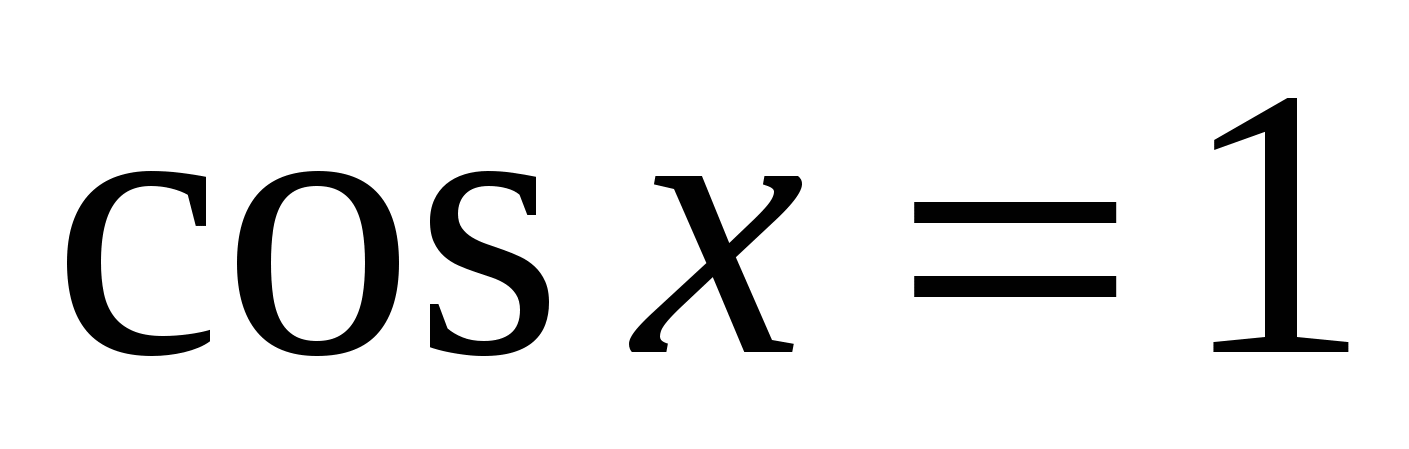 cos x = 1